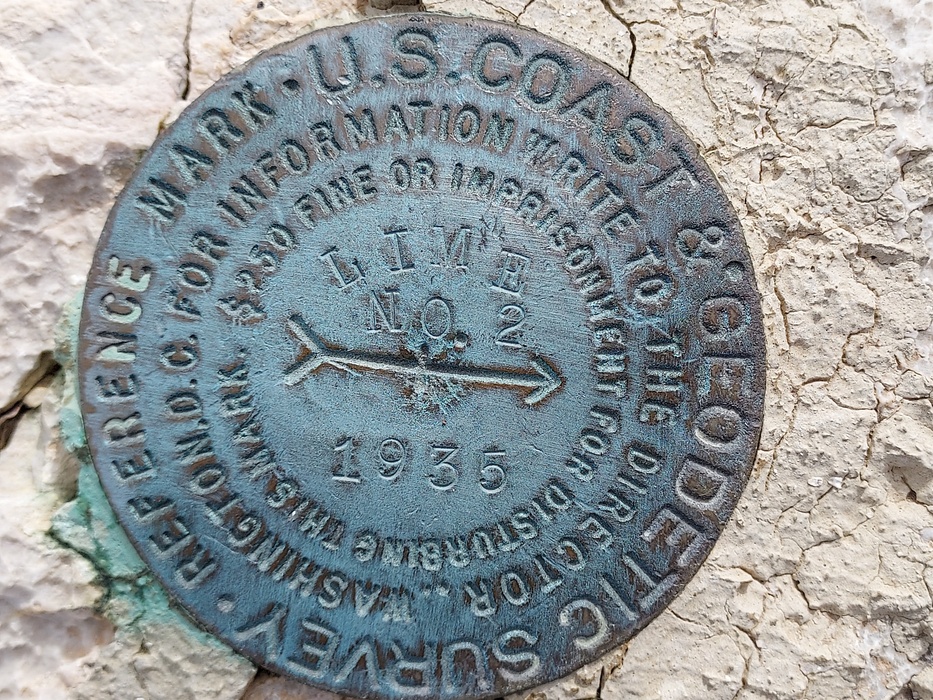 U.S. COAST & GEODETIC SURVEY · REFERENCE MARK ·
FOR INFORMATION WRITE TO THE DIRECTOR.. WASHINGTON.D.C.
$250 FINE OR IMPRISONMENT FOR DISTURBING THIS MARK.
LIME
NO. 2
1935